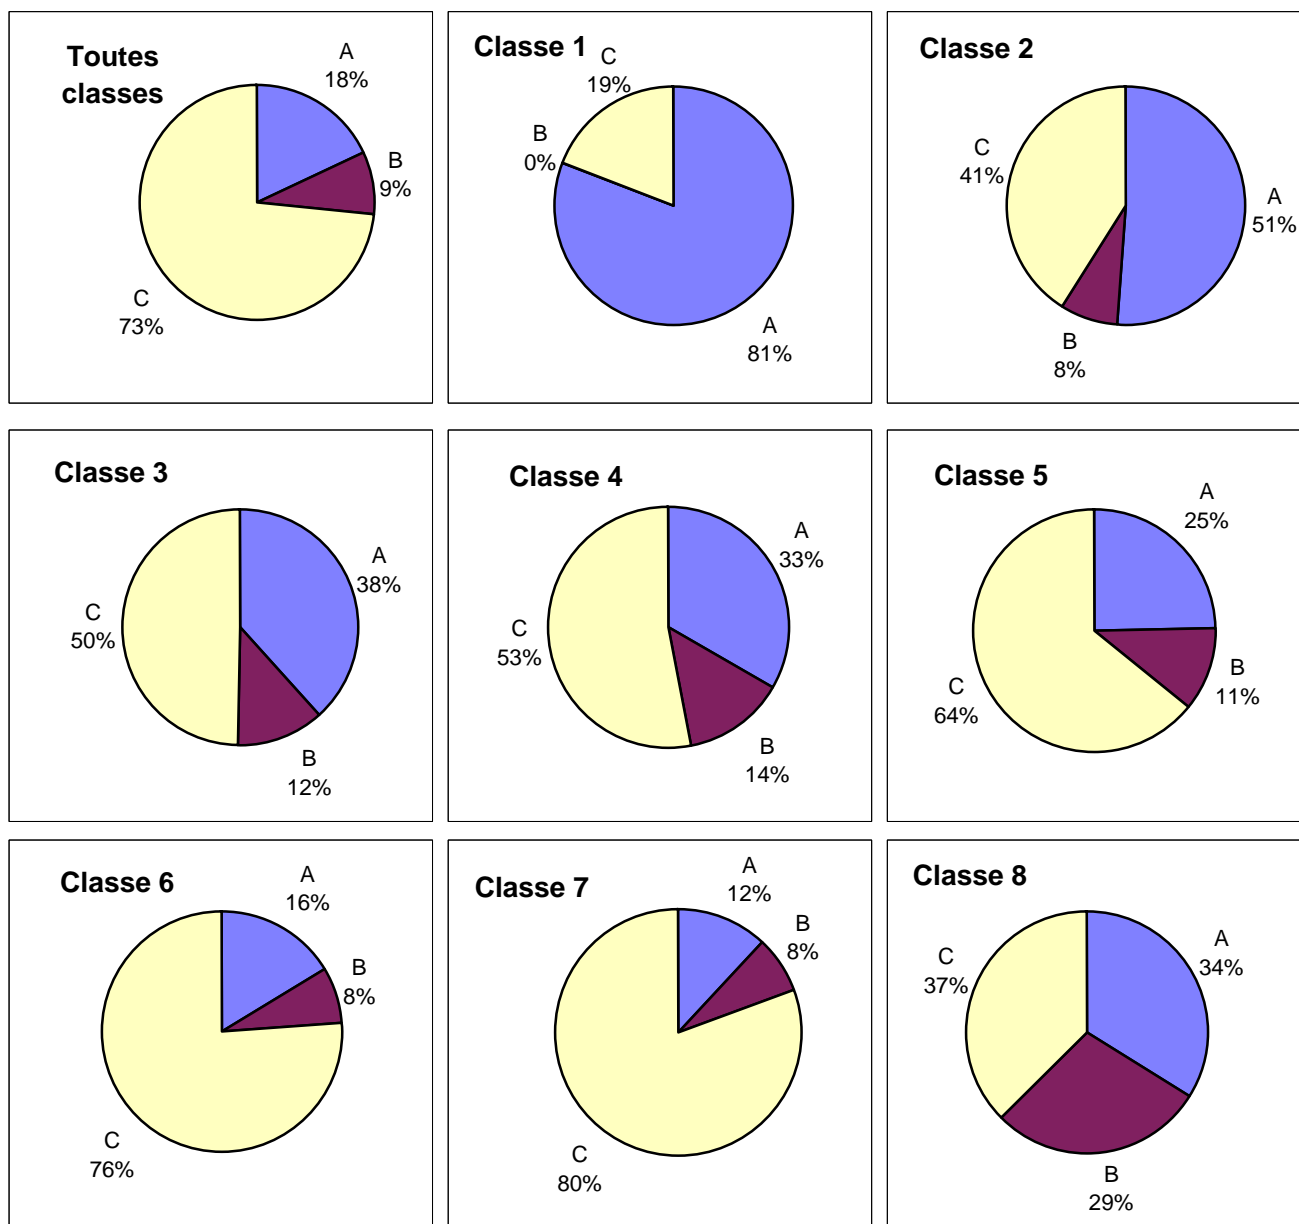 Toutes
classes
A
18%
B
9%
C
73%
Classe 1
C
19%
B
0%
A
81%
Classe 2
C
41%
A
51%
B
8%
Classe 3
A
38%
C
50%
B
12%
Classe 4
A
33%
C
53%
B
14%
Classe 5
A
25%
B
11%
C
64%
Classe 6
A
16%
B
8%
C
76%
Classe 7
A
12%
B
8%
C
80%
Classe 8
A
34%
C
37%
B
29%